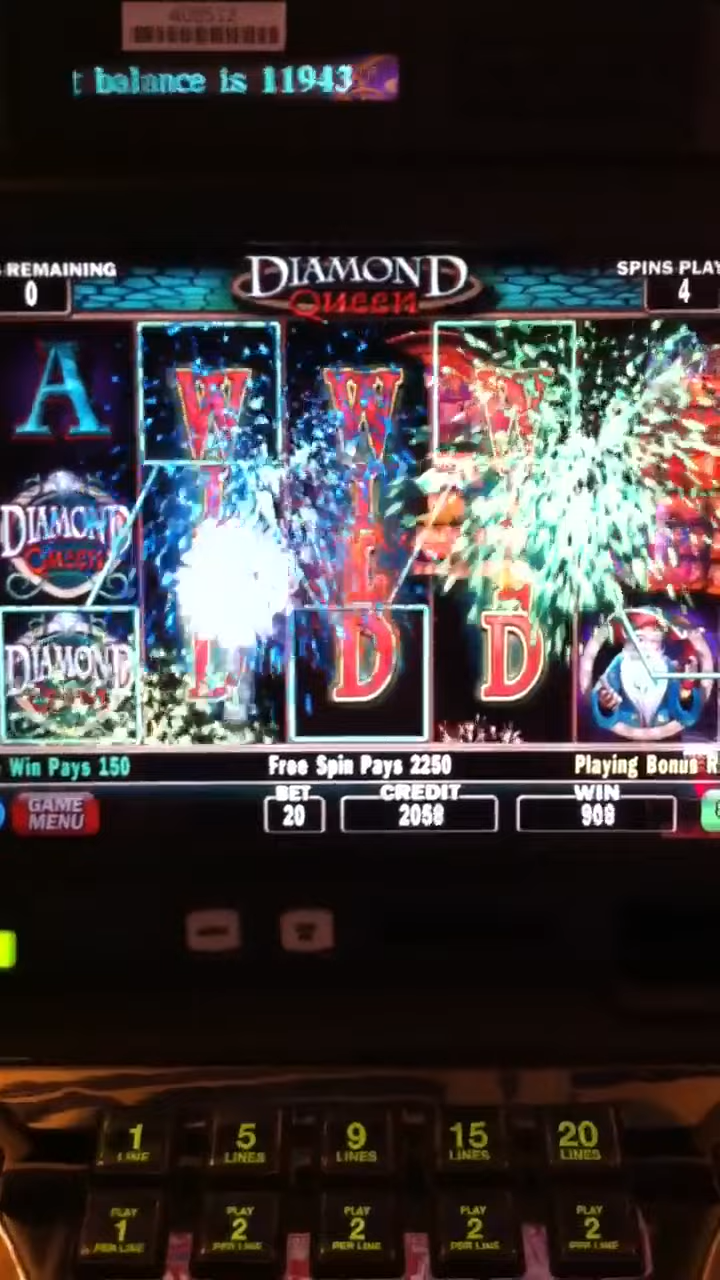 408512
t balance is 11943
REMAINING
0
DIAMOND
QUEEN
SPINS PLAY
4
A
W
W
DIAMOND
QUEEN
DIAMOND
D
D
Win Pays 150
Free Spin Pays 2250
Playing Bonus R
GAME
MENU
BET
20
CREDIT
2058
WIN
1 LINE
5 LINES
9 LINES
15 LINES
20 LINES
PLAY 1 PER LINE
PLAY 2 PER LINE
PLAY 2 PER LINE
PLAY 2 PER LINE
PLAY 2 PER LINE